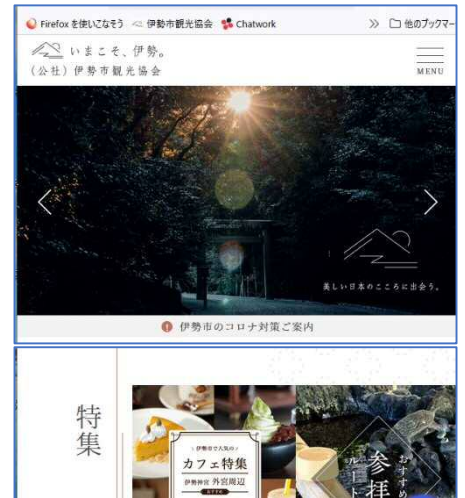 Firefox を使いこなそう 伊勢市観光協会 Chatwork
他のブックマー
いまこそ、伊勢。
(公社)伊勢市観光協会
MENU
美しい日本のこころに出会う。
伊勢市のコロナ対策ご案内
特集
伊勢市で人気の
カフェ特集
伊勢神宮 外宮周辺
おすす
参拝
ルート